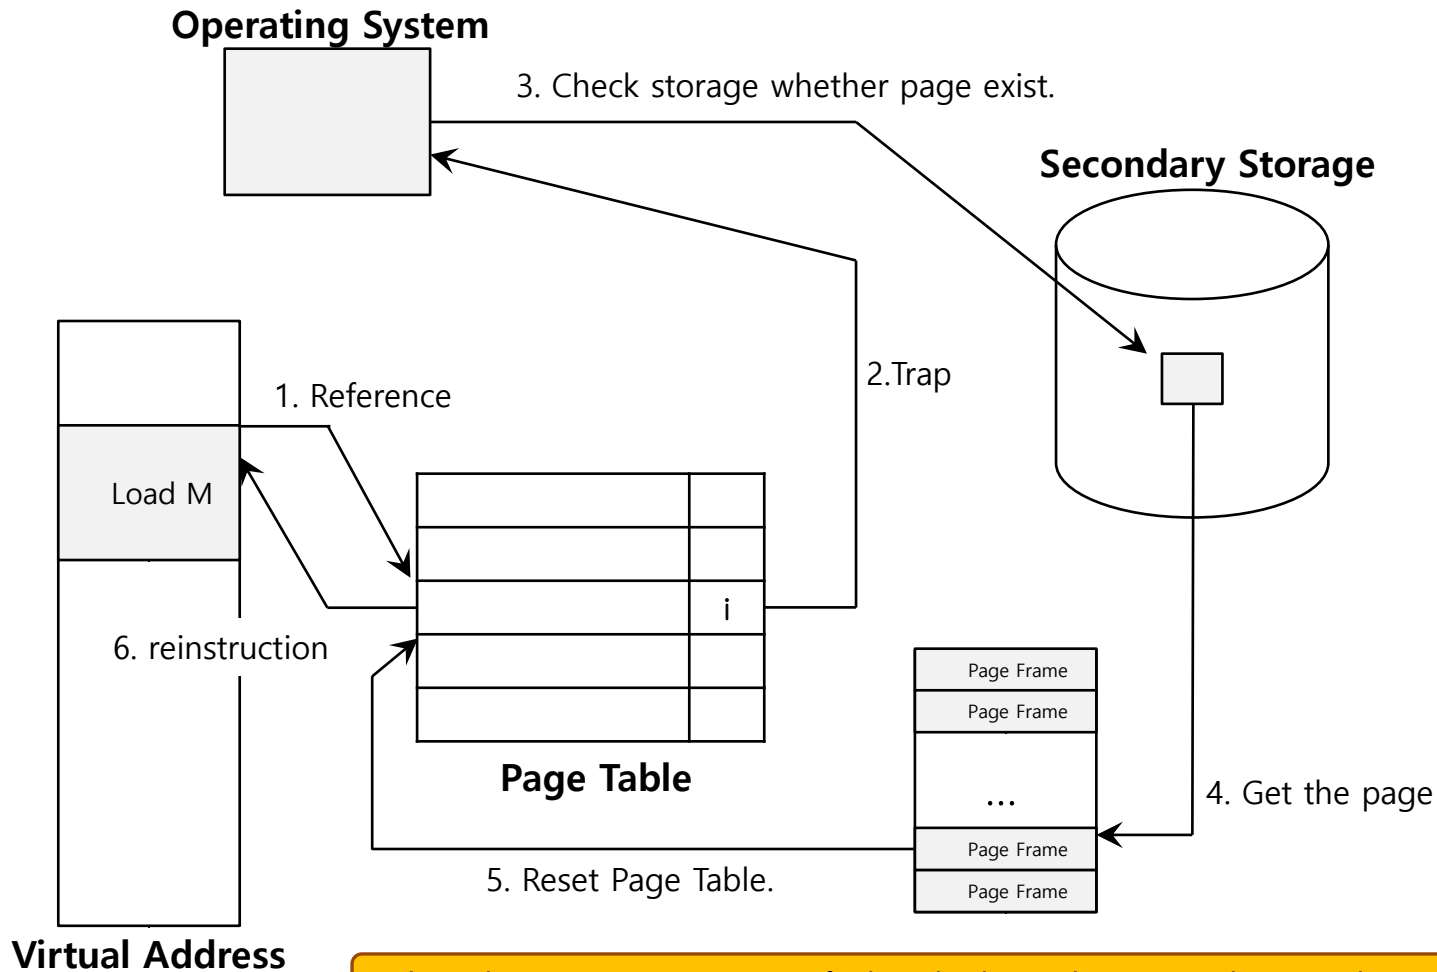 Operating System
3. Check storage whether page exist.
Secondary Storage
2.Trap
1. Reference
Load M
i
6. reinstruction
Page Frame
Page Frame
...
Page Frame
Page Frame
Page Table
4. Get the page
5. Reset Page Table.
Virtual Address